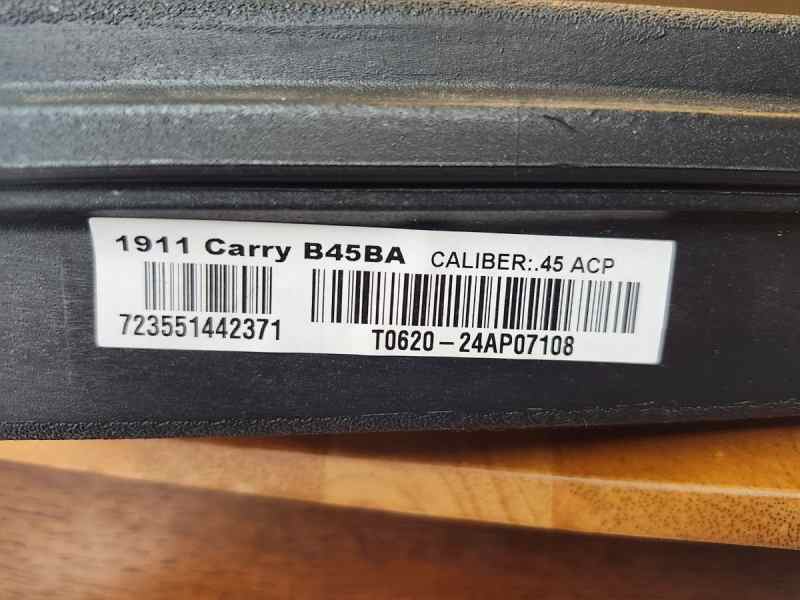 1911 Carry B45BA CALIBER:.45 ACP
723551442371 T0620-24AP07108